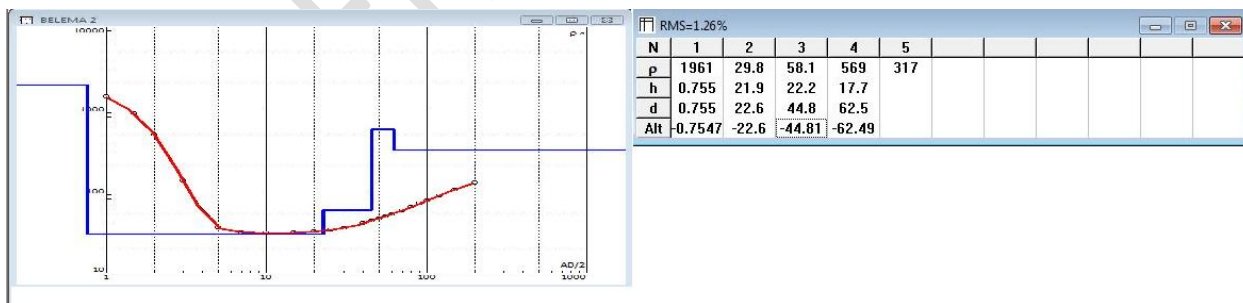 BELEMA 2
10000
ρ
1000
100
10
1
10
100
1000
AB/2
RMS=1.26%
N 1 2 3 4 5
ρ 1961 29.8 58.1 569 317
h 0.755 21.9 22.2 17.7
d 0.755 22.6 44.8 62.5
Alt -0.7547 -22.6 -44.81 -62.49